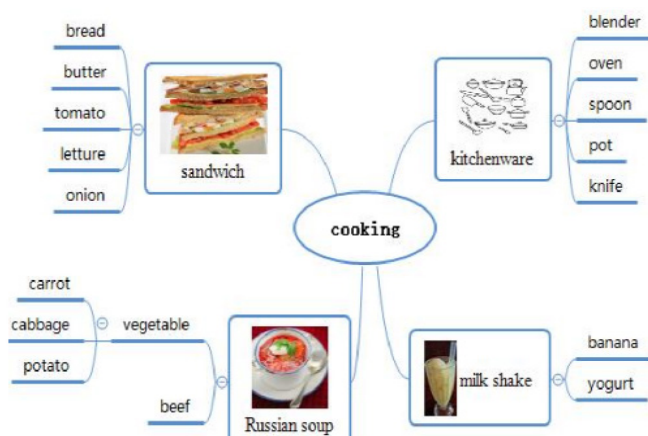 bread
butter
tomato
letture
onion
sandwich
blender
oven
spoon
pot
knife
kitchenware
cooking
carrot
cabbage
potato
vegetable
beef
Russian soup
milk shake
banana
yogurt